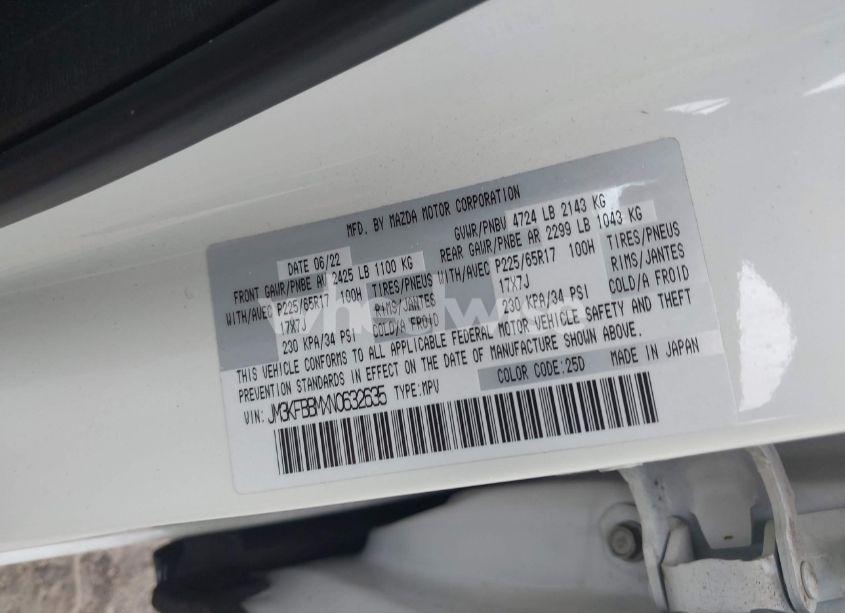 MFD. BY MAZDA MOTOR CORPORATION
DATE 06/22
GVWR/PNBV 4724 LB 2143 KG
FRONT GAWR/PNBE AV 2425 LB 1100 KG
REAR GAWR/PNBE AR 2299 LB 1043 KG
WITH/AVEC P225/65R17 100H TIRES/PNEUS
WITH/AVEC P225/65R17 100H TIRES/PNEUS
17X7J RIMS/JANTES
17X7J RIMS/JANTES
230 KPA/34 PSI COLD/A FROID
230 KPA/34 PSI COLD/A FROID
THIS VEHICLE CONFORMS TO ALL APPLICABLE FEDERAL MOTOR VEHICLE SAFETY AND THEFT
PREVENTION STANDARDS IN EFFECT ON THE DATE OF MANUFACTURE SHOWN ABOVE.
VIN: JM3KFBBMXN0632635 TYPE:MPV COLOR CODE:25D MADE IN JAPAN
wheelwise